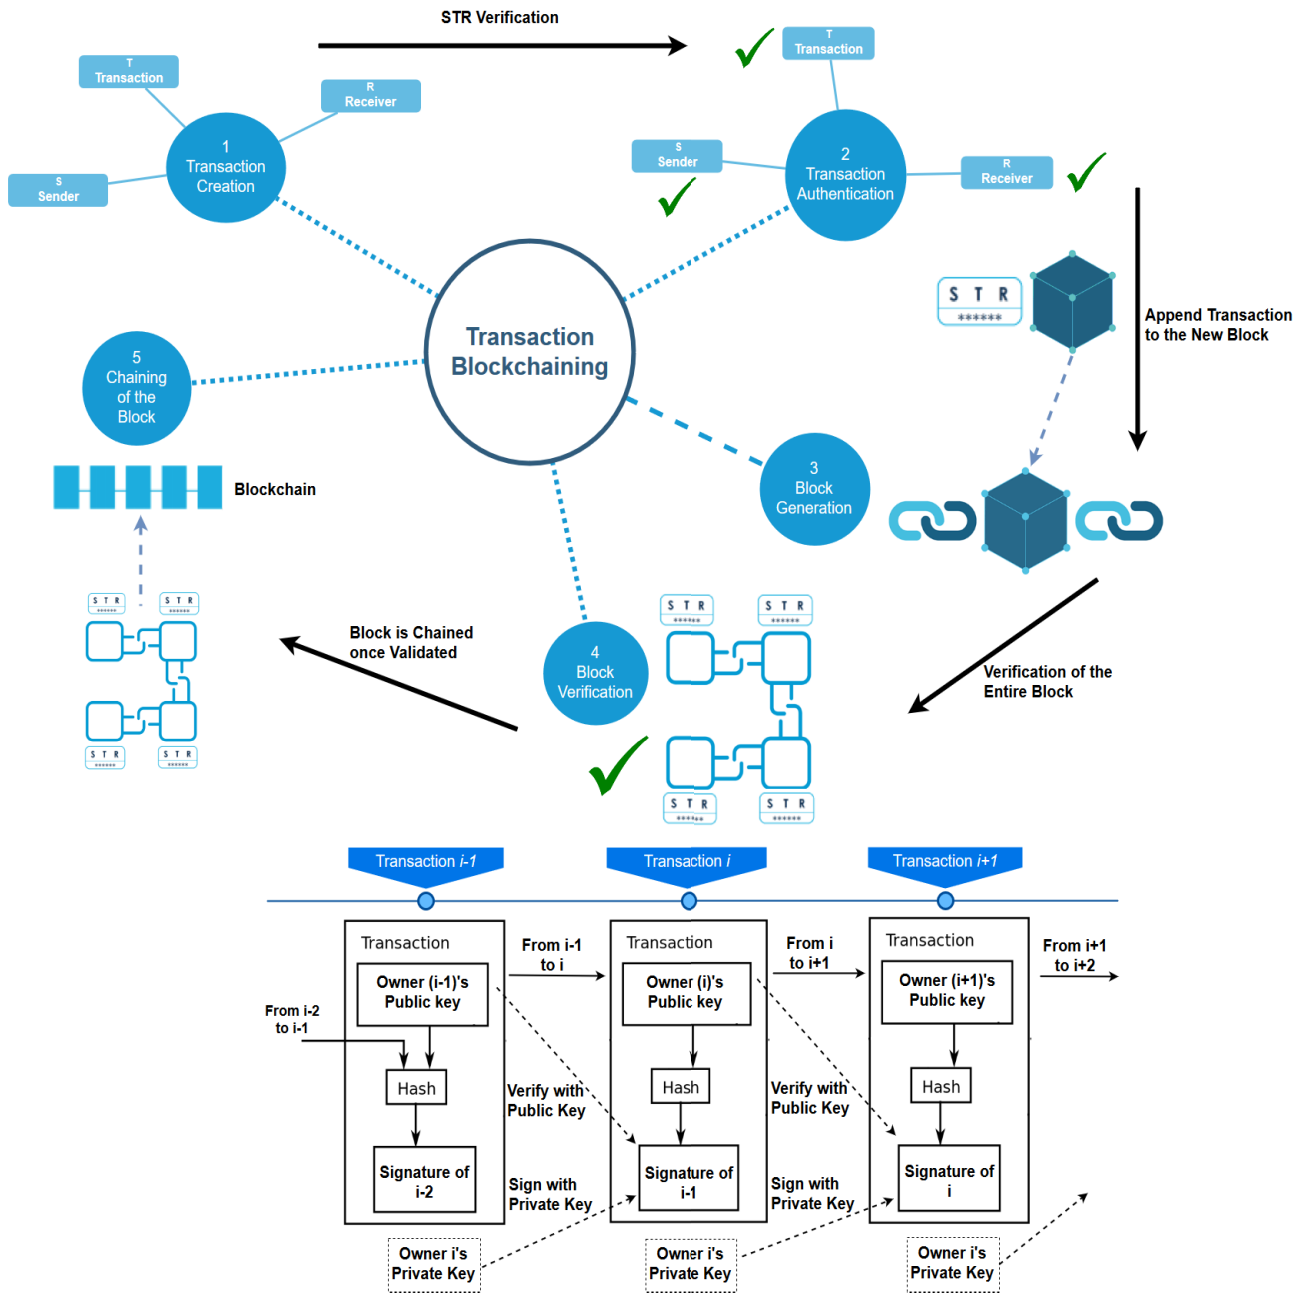 STR Verification
T
Transaction
R
Receiver
S
Sender
1
Transaction
Creation
T
Transaction
S
Sender
R
Receiver
2
Transaction
Authentication
S T R
******
Append Transaction
to the New Block
Transaction
Blockchaining
5
Chaining
of the
Block
Blockchain
3
Block
Generation
S T R
******
S T R
******
S T R
******
S T R
******
Block is Chained
once Validated
4
Block
Verification
S T R
******
S T R
******
S T R
******
S T R
******
Verification of the
Entire Block
Transaction i-1
Transaction i
Transaction i+1
Transaction
Owner (i-1)'s
Public key
From i-2
to i-1
Hash
Signature of
i-2
From i-1
to i
Verify with
Public Key
Sign with
Private Key
Owner i's
Private Key
Transaction
Owner (i)'s
Public key
Hash
Signature of
i-1
From i
to i+1
Verify with
Public Key
Sign with
Private Key
Owner i's
Private Key
Transaction
Owner (i+1)'s
Public key
Hash
Signature of
i
From i+1
to i+2
Owner i's
Private Key